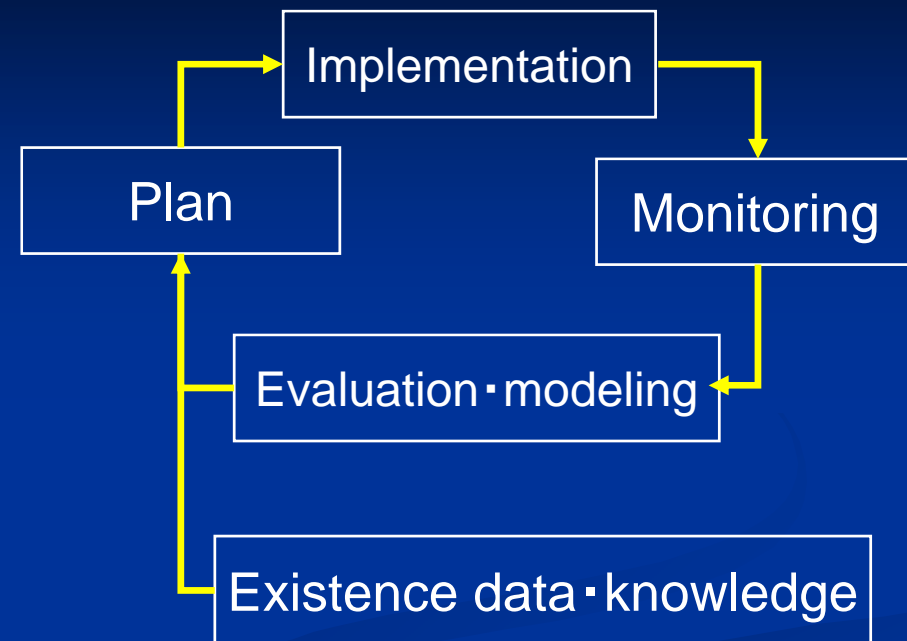 Implementation
Plan
Monitoring
Evaluation･modeling
Existence data･knowledge